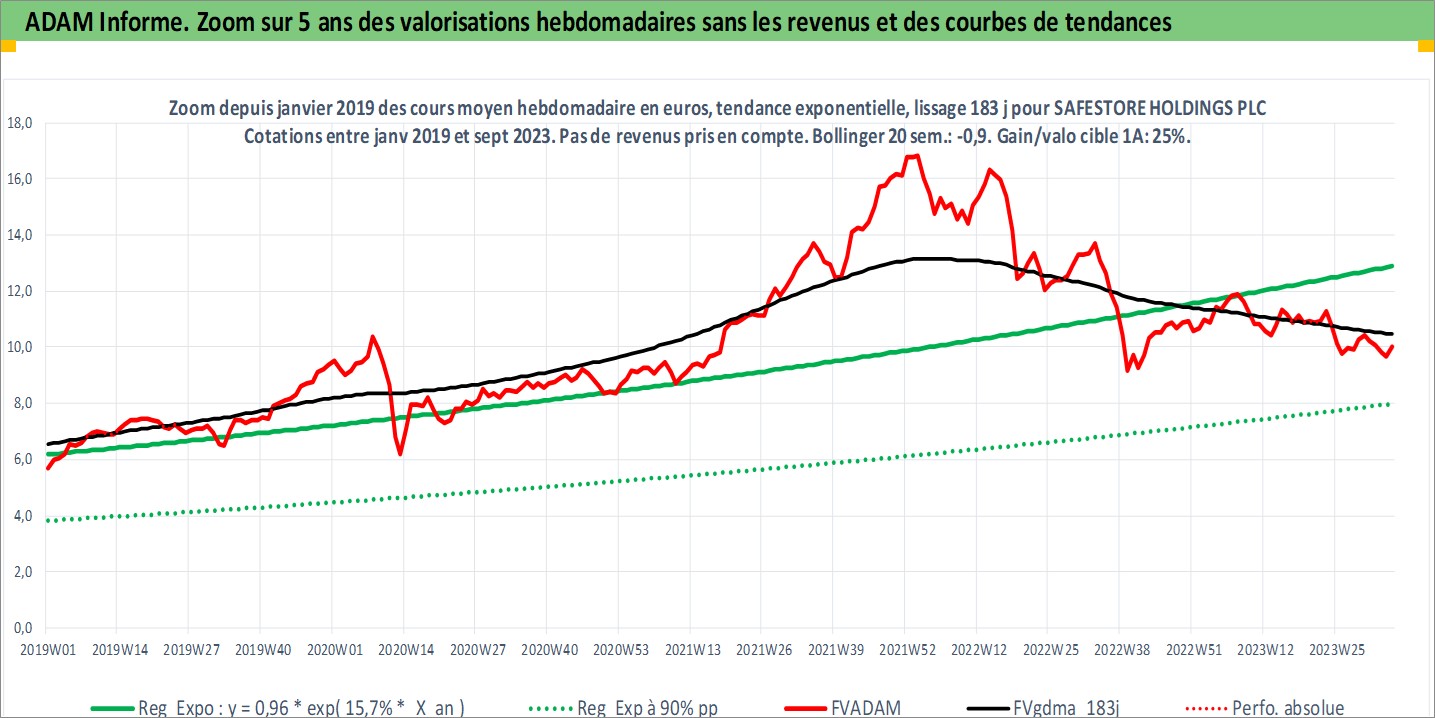 ADAM Informe. Zoom sur 5 ans des valorisations hebdomadaires sans les revenus et des courbes de tendances
Zoom depuis janvier 2019 des cours moyen hebdomadaire en euros, tendance exponentielle, lissage 183 j pour SAFESTORE HOLDINGS PLC
Cotations entre janv 2019 et sept 2023. Pas de revenus pris en compte. Bollinger 20 sem.: -0,9. Gain/valo cible 1A: 25%.
18,0
16,0
14,0
12,0
10,0
8,0
6,0
4,0
2,0
0,0
2019W01 2019W14 2019W27 2019W40 2020W01 2020W14 2020W27 2020W40 2020W53 2021W13 2021W26 2021W39 2021W52 2022W12 2022W25 2022W38 2022W51 2023W12 2023W25
Reg Expo : y = 0,96 * exp( 15,7% * X an ) Reg Exp à 90% pp FVADAM FVgdma 183j Perfo. absolue